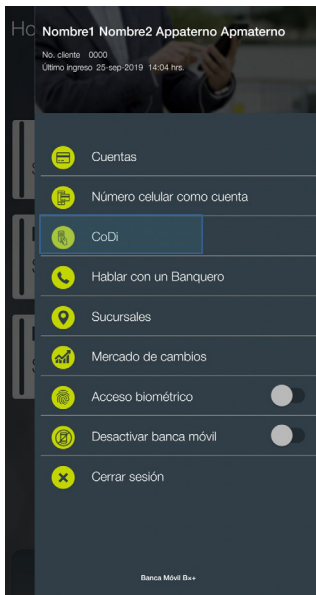 Ho
Nombre1 Nombre2 Appaterno Apmaterno
No. cliente 0000
Último ingreso 25-sep-2019 14:04 hrs.
Cuentas
Número celular como cuenta
CoDi
Hablar con un Banquero
Sucursales
Mercado de cambios
Acceso biométrico
Desactivar banca móvil
Cerrar sesión
Banca Móvil B×+